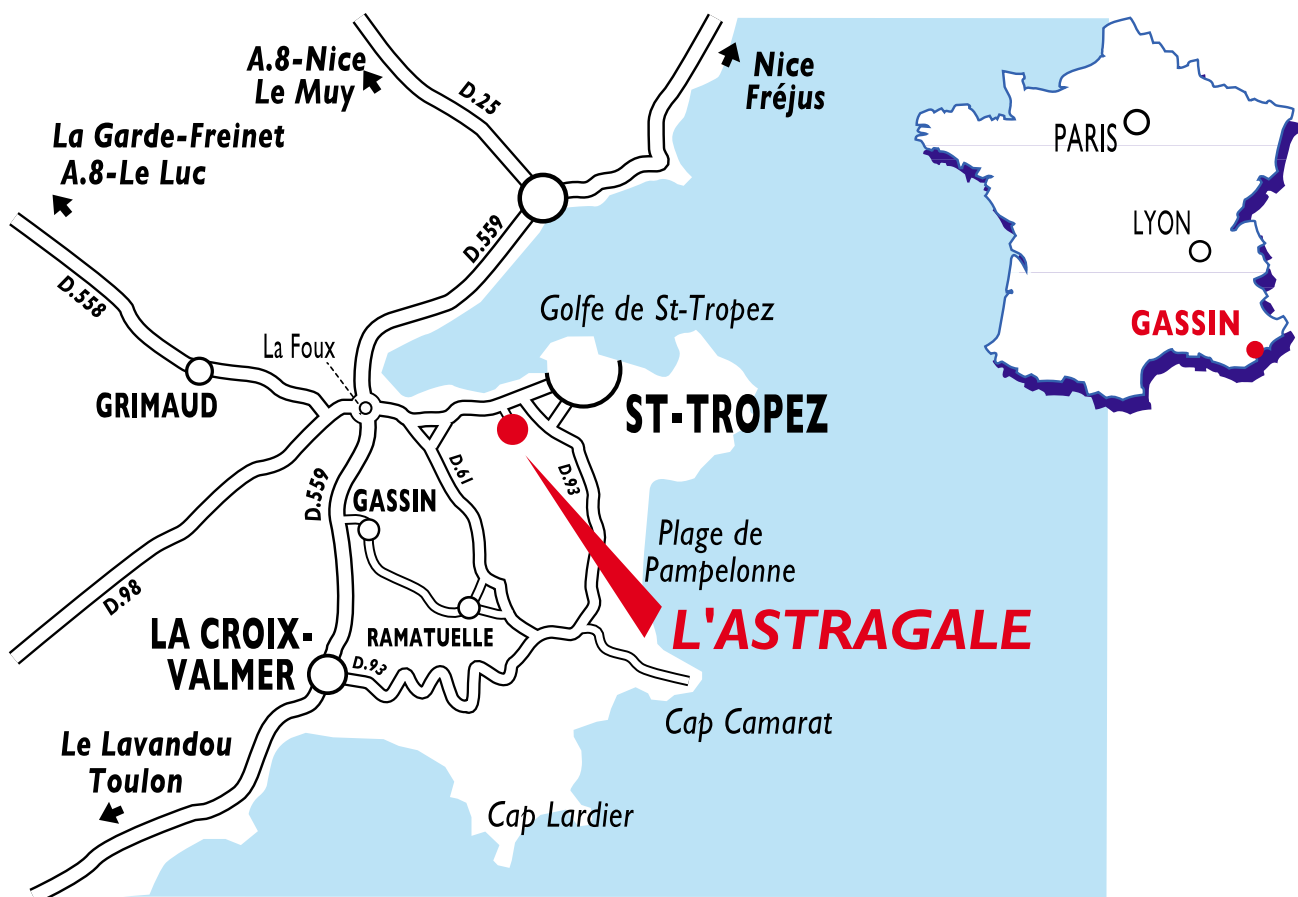 A.8-Nice
Le Muy
D.25
Nice
Fréjus
La Garde-Freinet
A.8-Le Luc
PARIS
D.559
LYON
D.558
Golfe de St-Tropez
GASSIN
La Foux
GRIMAUD
ST-TROPEZ
D.61
D.93
D.559
GASSIN
Plage de
Pampelonne
D.98
L'ASTRAGALE
LA CROIX-
VALMER
RAMATUELLE
D.93
Cap Camarat
Le Lavandou
Toulon
Cap Lardier